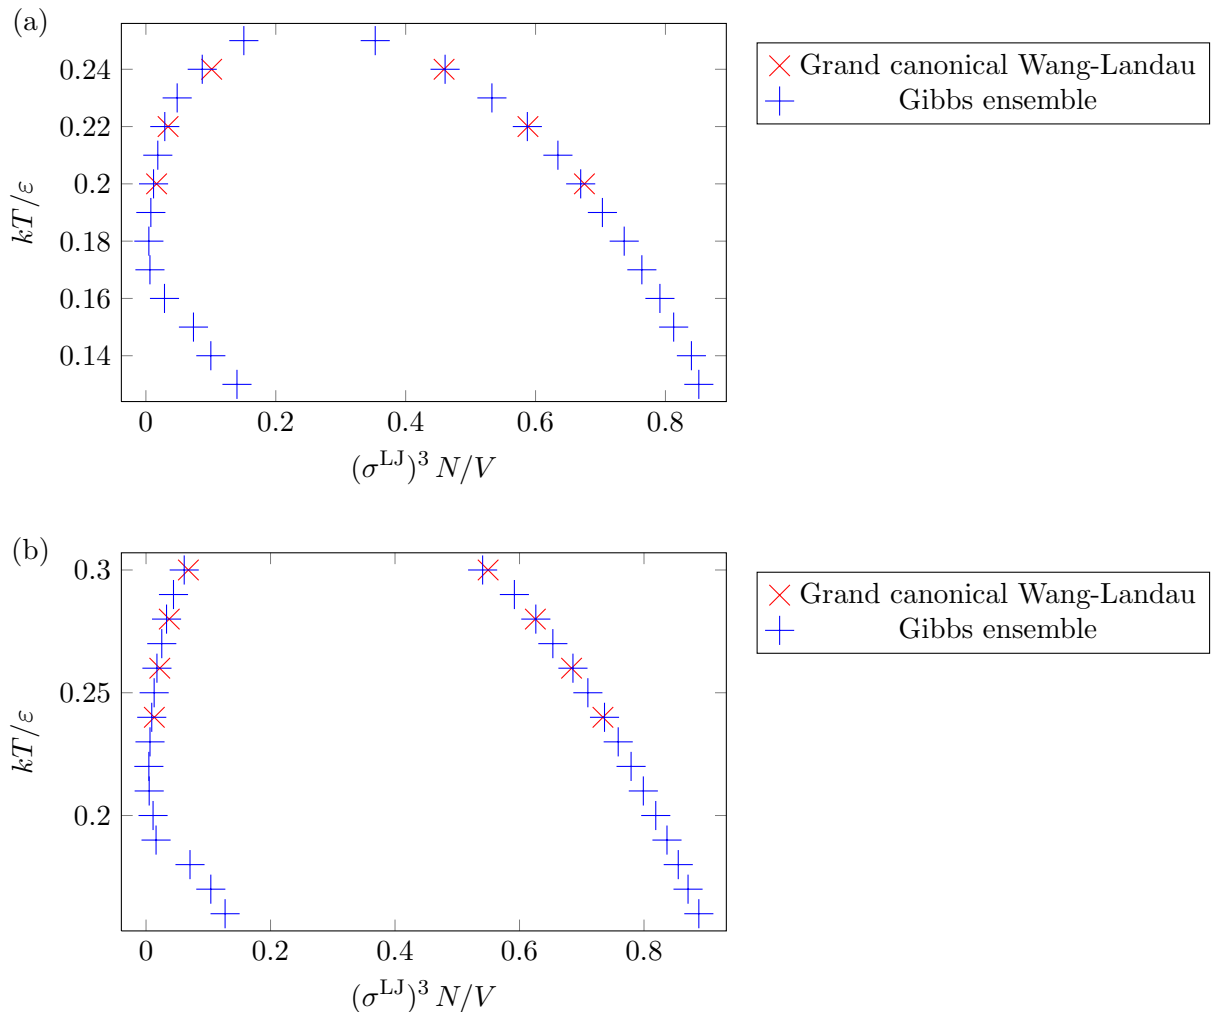 (a)
0.24
0.22
0.2
0.18
0.16
0.14
kT/ε
0 0.2 0.4 0.6 0.8
(σ^LJ)^3 N/V
Grand canonical Wang-Landau
Gibbs ensemble
(b)
0.3
0.25
0.2
kT/ε
0 0.2 0.4 0.6 0.8
(σ^LJ)^3 N/V
Grand canonical Wang-Landau
Gibbs ensemble